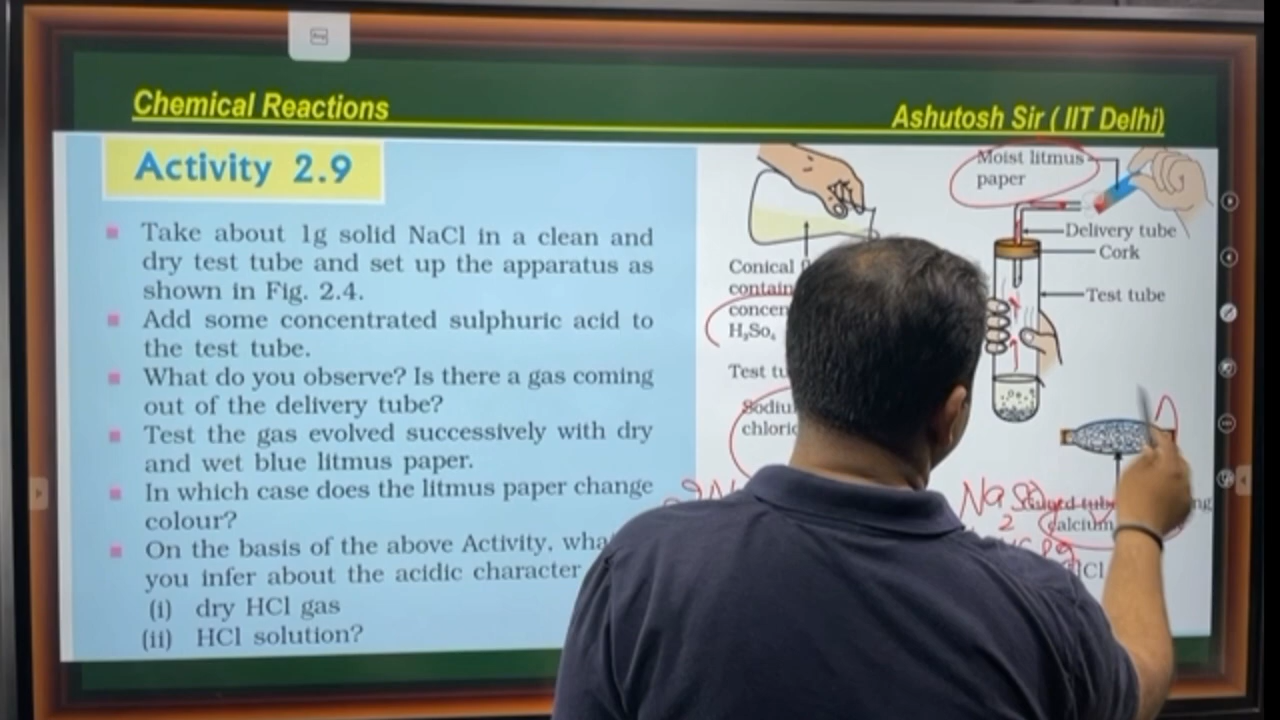 Chemical Reactions
Ashutosh Sir ( IIT Delhi)
Activity 2.9
Take about 1g solid NaCl in a clean and
dry test tube and set up the apparatus as
shown in Fig. 2.4.
Add some concentrated sulphuric acid to
the test tube.
What do you observe? Is there a gas coming
out of the delivery tube?
Test the gas evolved successively with dry
and wet blue litmus paper.
In which case does the litmus paper change
colour?
On the basis of the above Activity, wha
you infer about the acidic character
(i) dry HCl gas
(ii) HCl solution?
Moist litmus
paper
Delivery tube
Cork
Test tube
Conical
contain
concen
H₂So₄
Test tu
Sodiu
chloric
Na
2
tube
calcium